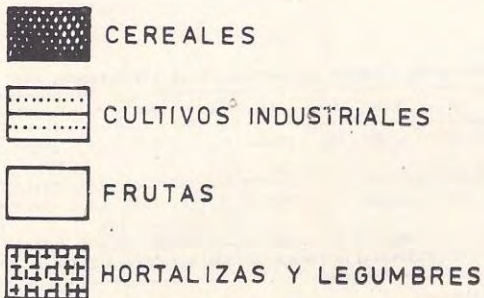 CEREALES
CULTIVOS INDUSTRIALES
FRUTAS
HORTALIZAS Y LEGUMBRES